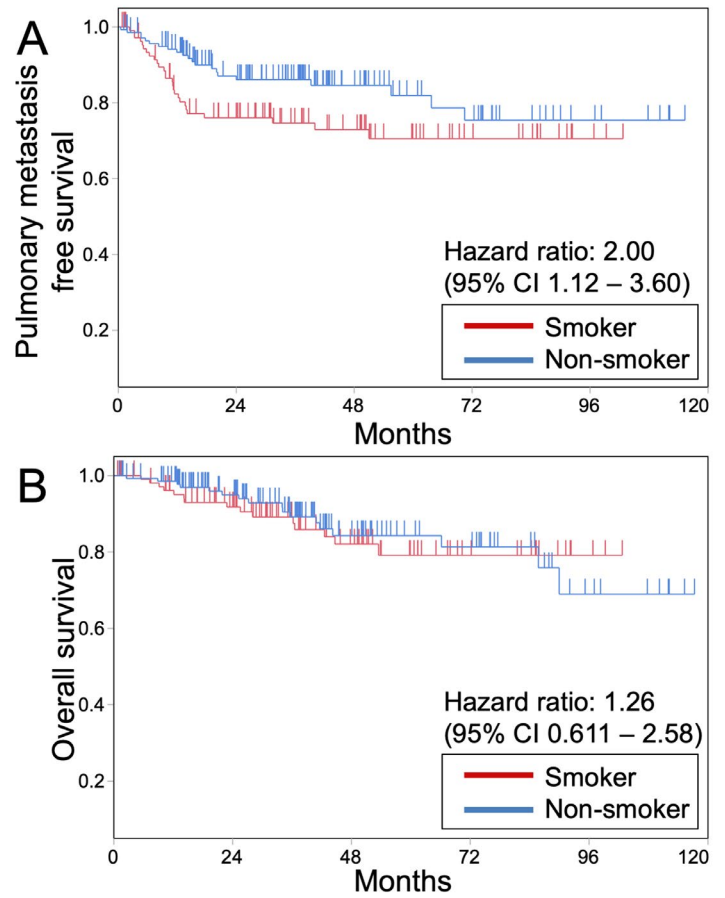 A
Pulmonary metastasis
free survival
1.0
0.8
0.6
0.4
0.2
Hazard ratio: 2.00
(95% CI 1.12 – 3.60)
Smoker
Non-smoker
0 24 48 72 96 120
Months
B
Overall survival
1.0
0.8
0.6
0.4
0.2
Hazard ratio: 1.26
(95% CI 0.611 – 2.58)
Smoker
Non-smoker
0 24 48 72 96 120
Months